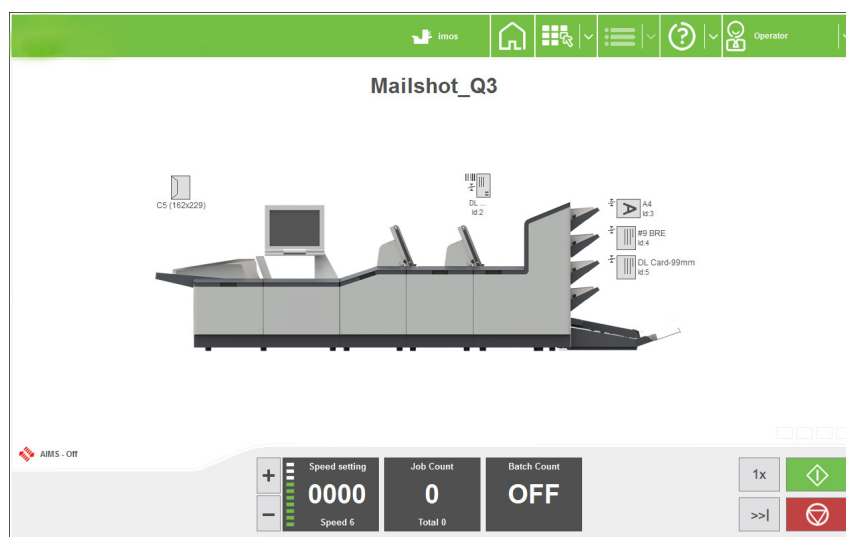 imos
Operator
Mailshot_Q3
C5 (162x229)
DL ...
Id:2
A4
Id:3
#9 BRE
Id:4
DL Card-99mm
Id:5
AIMS - Off
Speed setting
0000
Speed 6
Job Count
0
Total 0
Batch Count
OFF
1x
>>|